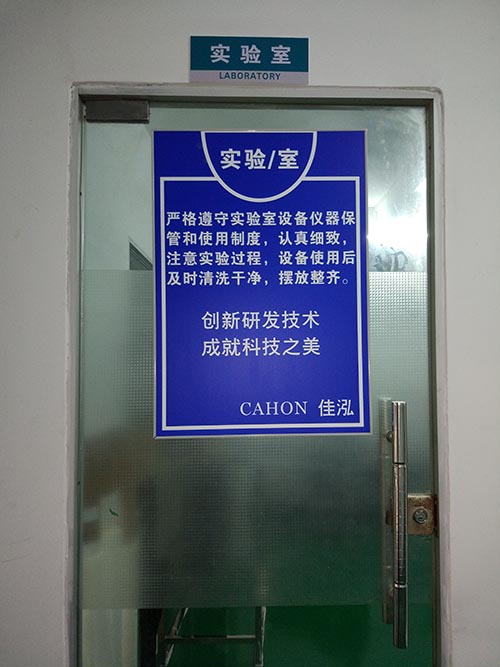 实验室
LABORATORY
实验/室
严格遵守实验室设备仪器保
管和使用制度，认真细致，
注意实验过程，设备使用后
及时清洗干净，摆放整齐。
创新研发技术
成就科技之美
CAHON 佳泓